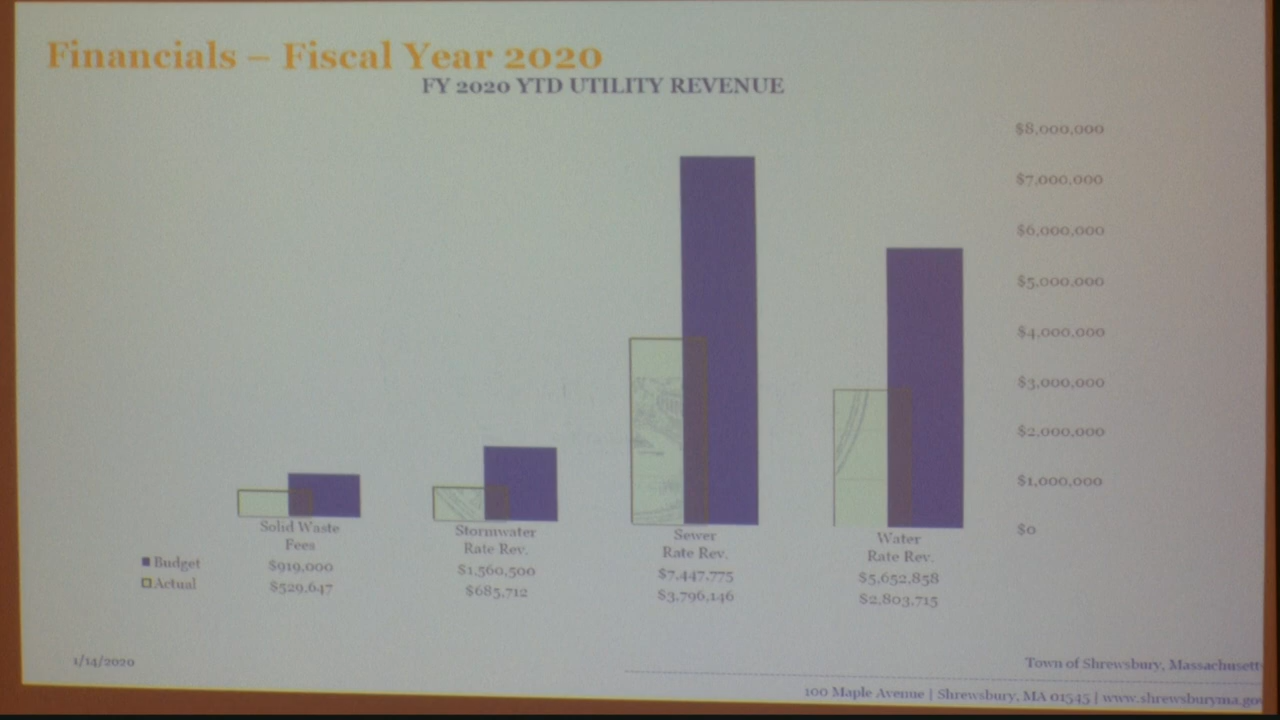 Financials – Fiscal Year 2020
FY 2020 YTD UTILITY REVENUE
$8,000,000
$7,000,000
$6,000,000
$5,000,000
$4,000,000
$3,000,000
$2,000,000
$1,000,000
$0
Solid Waste Fees
Stormwater Rate Rev.
Sewer Rate Rev.
Water Rate Rev.
Budget $919,000 $1,560,500 $7,447,775 $5,652,858
Actual $529,647 $685,712 $3,796,146 $2,803,715
1/14/2020
Town of Shrewsbury, Massachusett
100 Maple Avenue | Shrewsbury, MA 01545 | www.shrewsburyma.gov